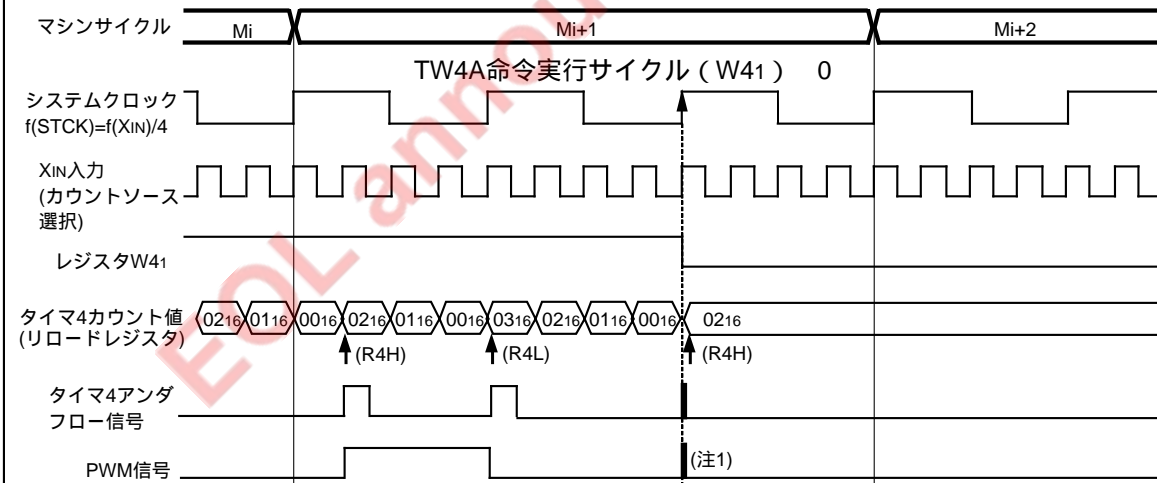 マシンサイクル Mi Mi+1 Mi+2
TW4A命令実行サイクル（W41） 0
システムクロック
f(STCK)=f(XIN)/4
XIN入力
(カウントソース
選択)
レジスタW41
タイマ4カウント値
(リロードレジスタ)
0216 0116 0016 0216 0116 0016 0316 0216 0116 0016 0216
(R4H) (R4L) (R4H)
タイマ4アンダ
フロー信号
PWM信号 (注1)
EOL annou